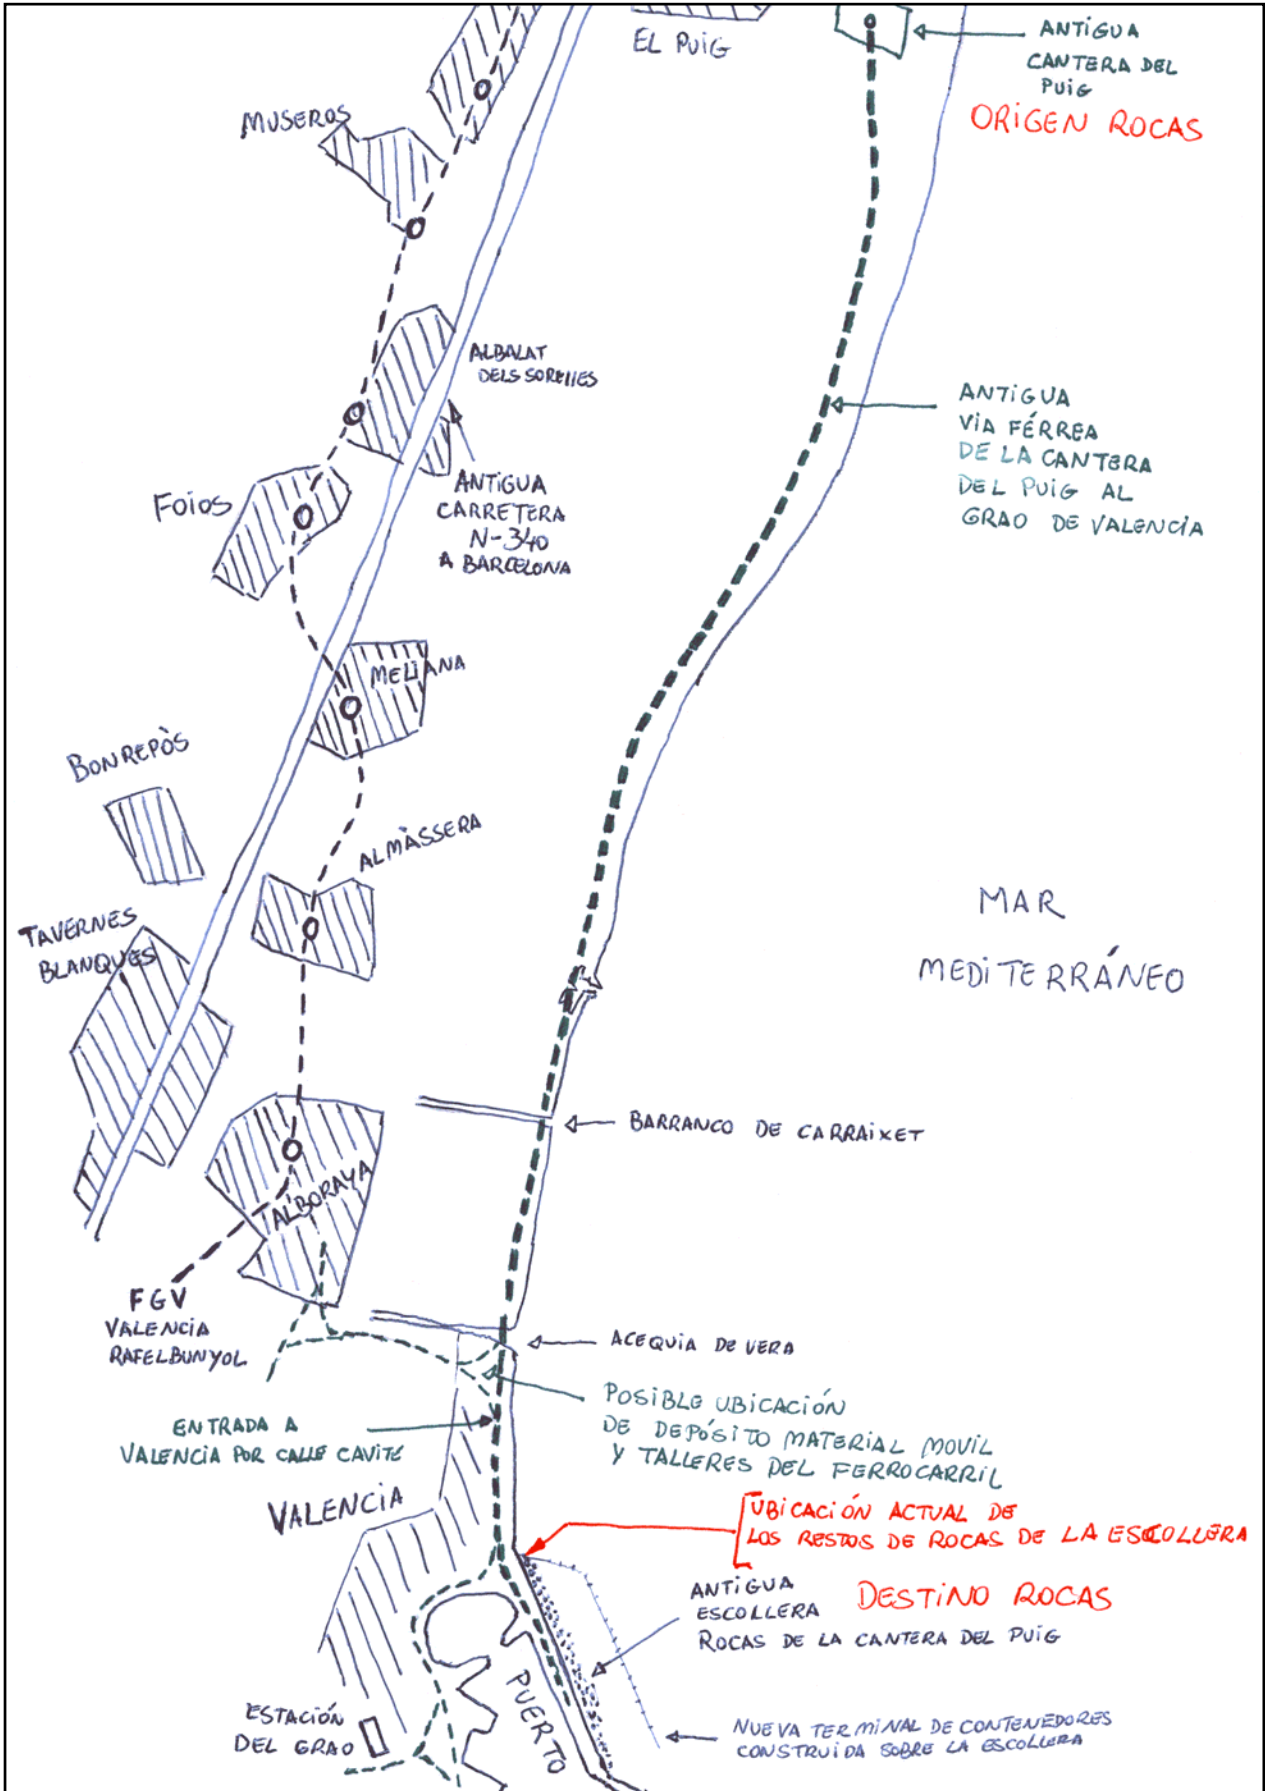 EL PUIG
ANTIGUA
CANTERA DEL
PUIG
ORIGEN ROCAS
MUSEROS
ALBALAT
DELS SORELLES
ANTIGUA
VIA FÉRREA
DE LA CANTERA
DEL PUIG AL
GRAO DE VALENCIA
FOIOS
ANTIGUA
CARRETERA
N-340
A BARCELONA
MELIANA
BONREPÒS
ALMÀSSERA
TAVERNES
BLANQUES
MAR
MEDITERRÁNEO
BARRANCO DE CARRAIXET
ALBORAYA
FGV
VALENCIA
RAFELBUNYOL
ACEQUIA DE VERA
POSIBLE UBICACIÓN
DE DEPÓSITO MATERIAL MOVIL
Y TALLERES DEL FERROCARRIL
ENTRADA A
VALENCIA POR CALLE CAVITE
VALENCIA
UBICACIÓN ACTUAL DE
LOS RESTOS DE ROCAS DE LA ESCOLLERA
DESTINO ROCAS
ANTIGUA
ESCOLLERA
ROCAS DE LA CANTERA DEL PUIG
PUERTO
ESTACIÓN
DEL GRAO
NUEVA TERMINAL DE CONTENEDORES
CONSTRUIDA SOBRE LA ESCOLLERA